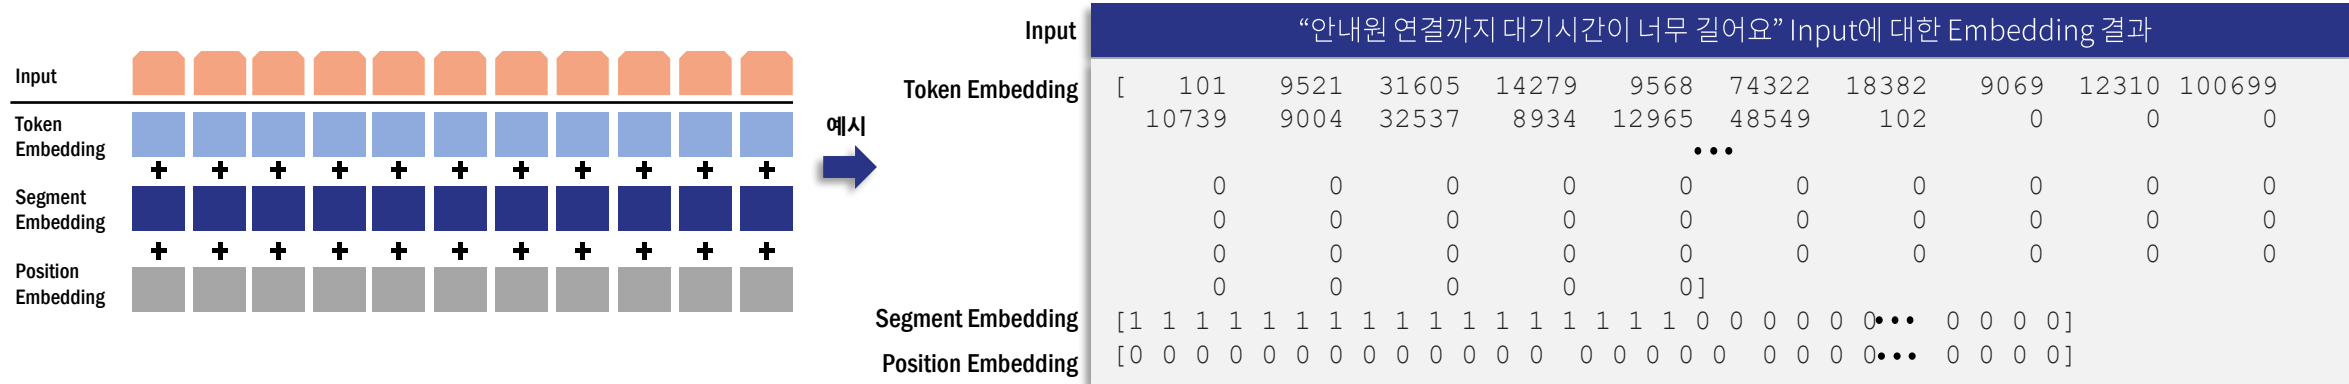 Input
Token
Embedding
+ + + + + + + + + + +
Segment
Embedding
+ + + + + + + + + + +
Position
Embedding
예시
Input “안내원 연결까지 대기시간이 너무 길어요” Input에 대한 Embedding 결과
Token Embedding [ 101 9521 31605 14279 9568 74322 18382 9069 12310 100699
10739 9004 32537 8934 12965 48549 102 0 0 0
•••
0 0 0 0 0 0 0 0 0 0
0 0 0 0 0 0 0 0 0 0
0 0 0 0 0 0 0 0 0 0
0 0 0 0 0]
Segment Embedding [1 1 1 1 1 1 1 1 1 1 1 1 1 1 1 1 1 0 0 0 0 0 0••• 0 0 0 0]
Position Embedding [0 0 0 0 0 0 0 0 0 0 0 0 0 0 0 0 0 0 0 0 0 0••• 0 0 0 0]